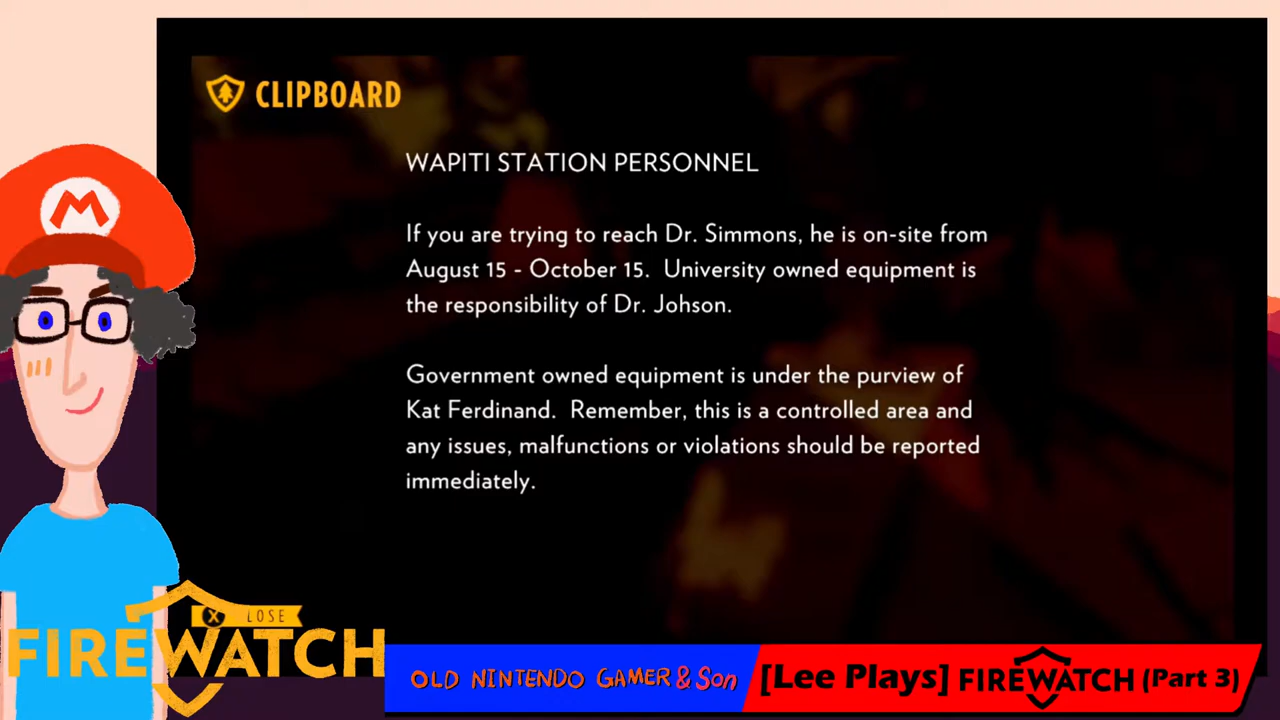 CLIPBOARD
WAPITI STATION PERSONNEL
If you are trying to reach Dr. Simmons, he is on-site from
August 15 - October 15. University owned equipment is
the responsibility of Dr. Johson.
Government owned equipment is under the purview of
Kat Ferdinand. Remember, this is a controlled area and
any issues, malfunctions or violations should be reported
immediately.
M
X LOSE
FIREWATCH
OLD NINTENDO GAMER & Son
[Lee Plays] FIREWATCH (Part 3)